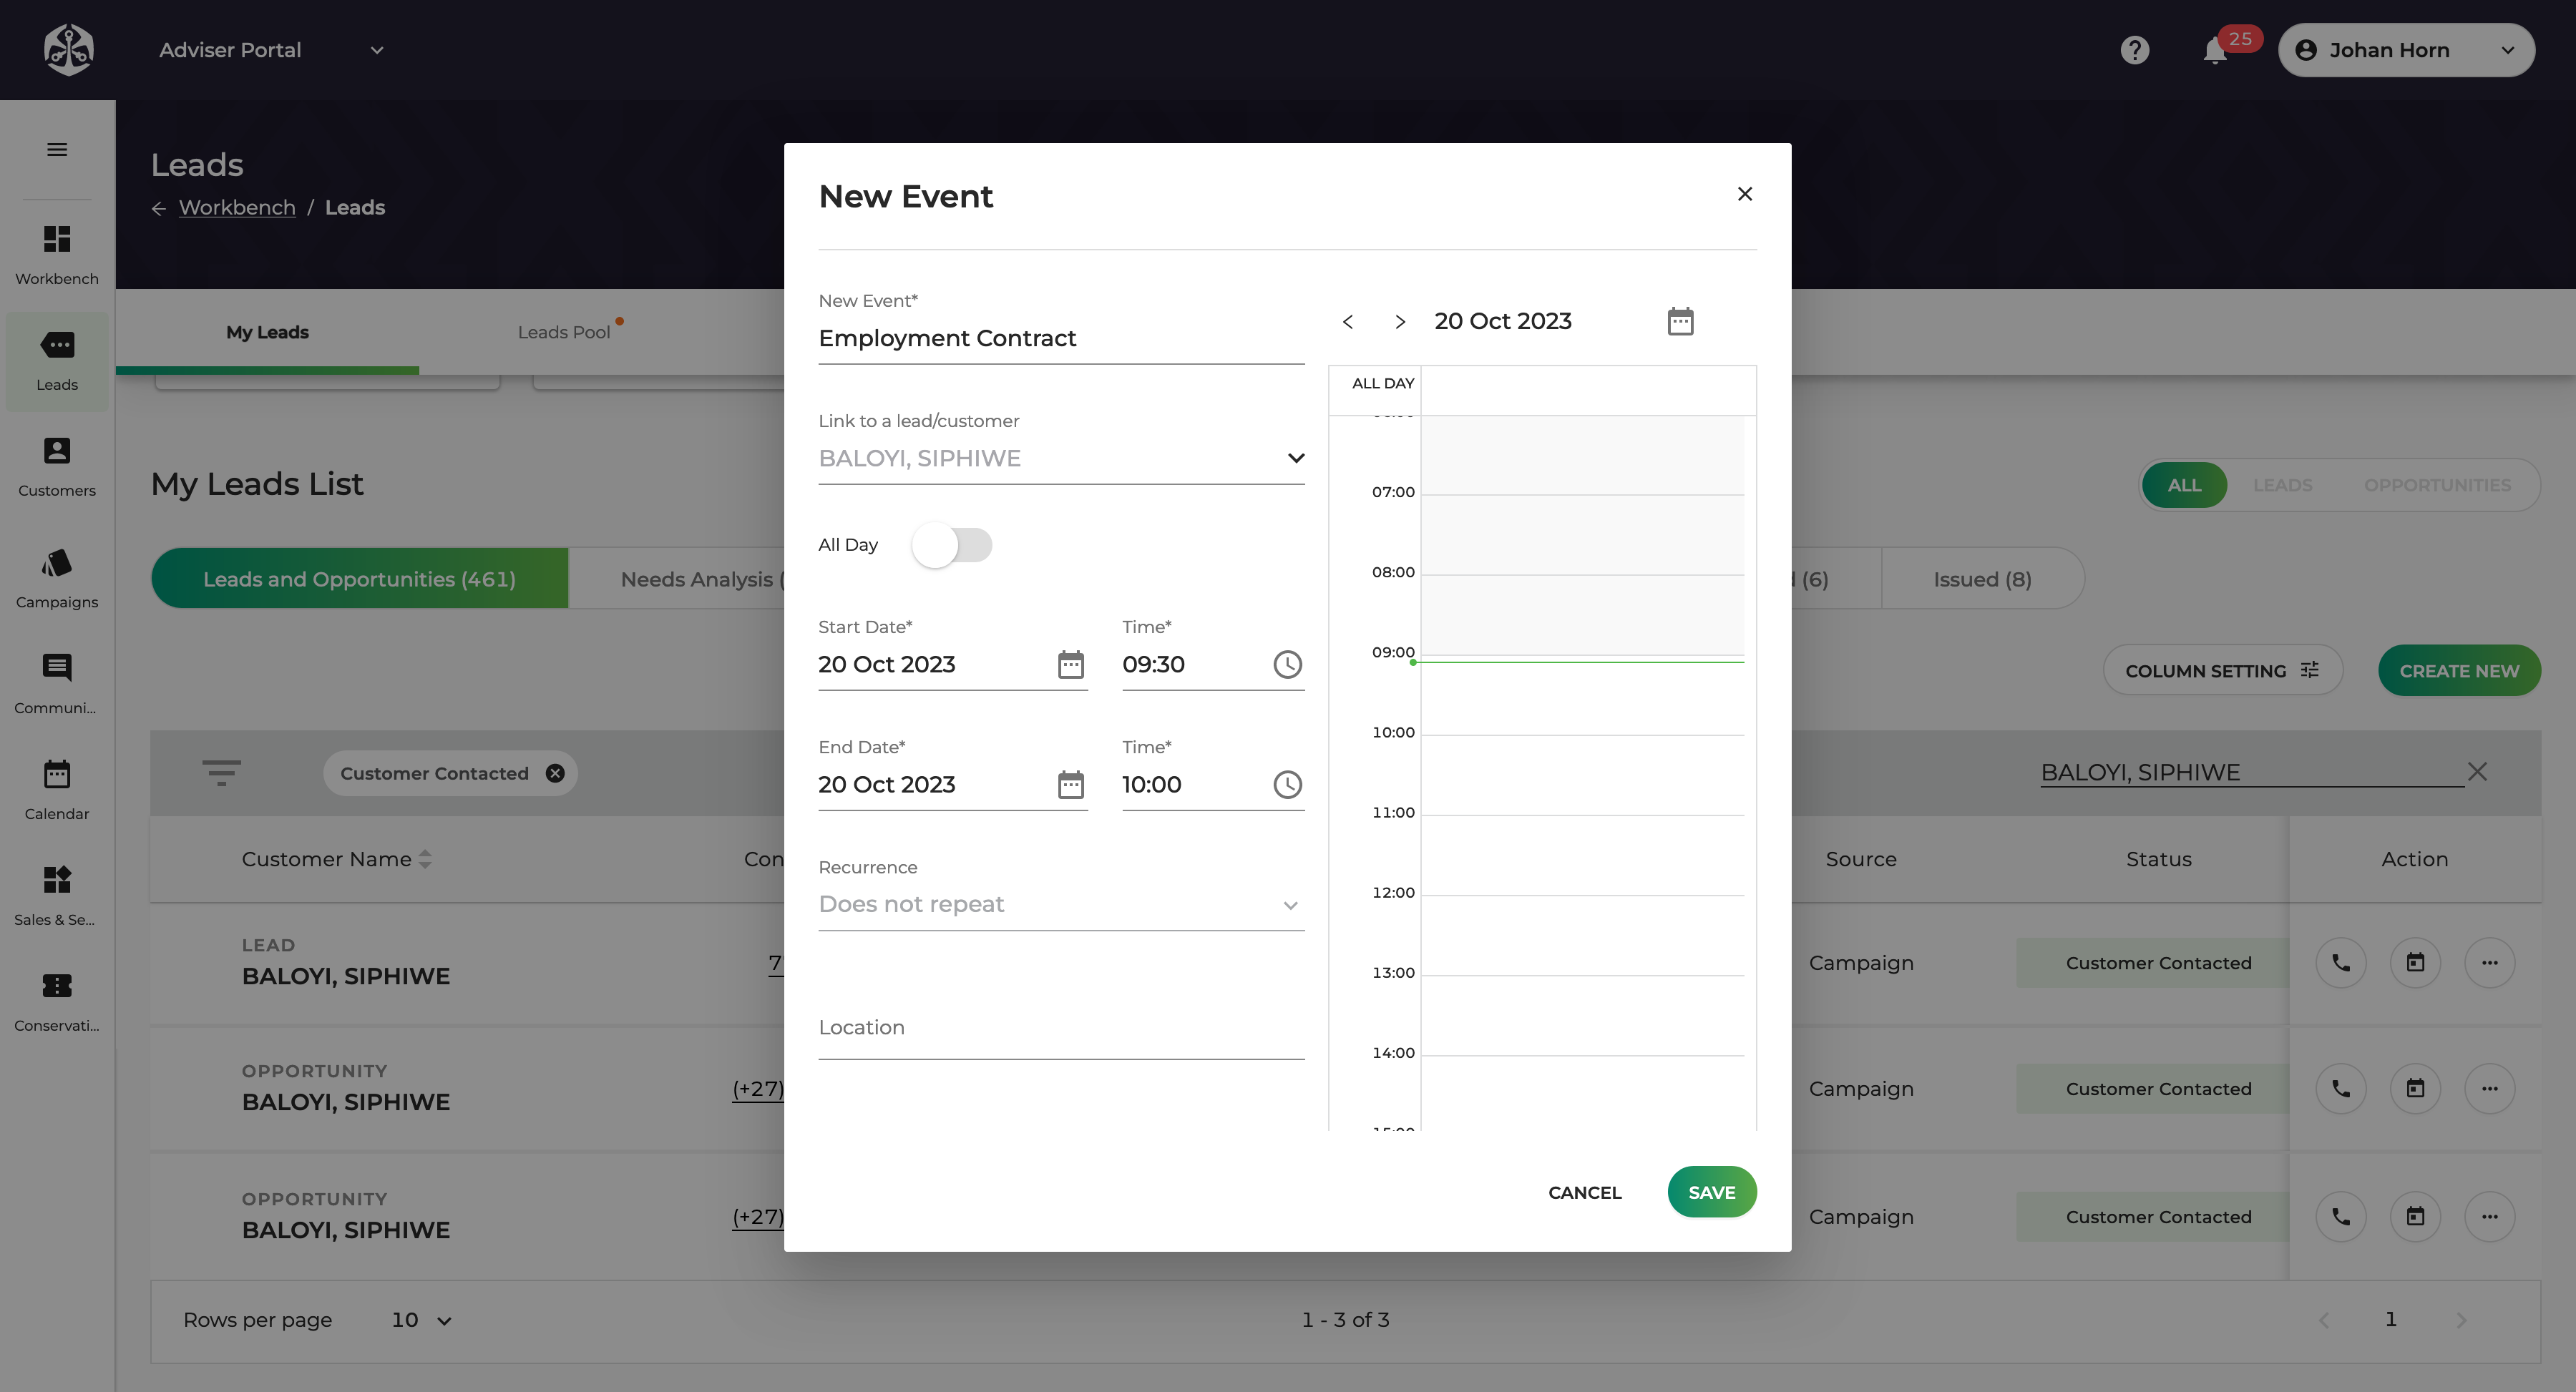 Adviser Portal
25
Johan Horn
Leads
Workbench / Leads
Workbench
Leads
Customers
Campaigns
Communi...
Calendar
Sales & Se...
Conservati...
My Leads
Leads Pool
My Leads List
ALL
LEADS
OPPORTUNITIES
Leads and Opportunities (461)
Needs Analysis (
(6)
Issued (8)
COLUMN SETTING
CREATE NEW
Customer Contacted
BALOYI, SIPHIWE
Customer Name
Con
Source
Status
Action
LEAD
BALOYI, SIPHIWE
7
Campaign
Customer Contacted
OPPORTUNITY
BALOYI, SIPHIWE
(+27)
Campaign
Customer Contacted
OPPORTUNITY
BALOYI, SIPHIWE
(+27)
Campaign
Customer Contacted
Rows per page
10
1 - 3 of 3
1
New Event
New Event*
Employment Contract
Link to a lead/customer
BALOYI, SIPHIWE
All Day
Start Date*
20 Oct 2023
Time*
09:30
End Date*
20 Oct 2023
Time*
10:00
Recurrence
Does not repeat
Location
20 Oct 2023
ALL DAY
07:00
08:00
09:00
10:00
11:00
12:00
13:00
14:00
CANCEL
SAVE